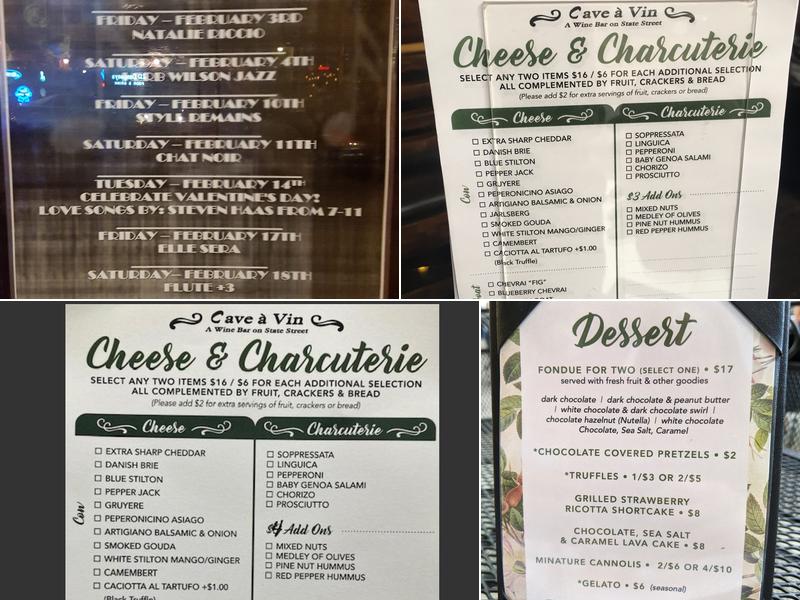 FRIDAY – FEBRUARY 3RD
NATALIE RICCIO
SATURDAY – FEBRUARY 4TH
WILSON JAZZ
FRIDAY – FEBRUARY 10TH
STYLE REMAINS
SATURDAY – FEBRUARY 11TH
CHAT NOIR
TUESDAY – FEBRUARY 14TH
CELEBRATE VALENTINE'S DAY!
LOVE SONGS BY: STEVEN HAAS FROM 7-11
FRIDAY – FEBRUARY 17TH
ELLE SERA
SATURDAY – FEBRUARY 18TH
FLUTE +3
Cave à Vin
A Wine Bar on State Street
Cheese & Charcuterie
SELECT ANY TWO ITEMS $16 / $6 FOR EACH ADDITIONAL SELECTION
ALL COMPLEMENTED BY FRUIT, CRACKERS & BREAD
(Please add $2 for extra servings of fruit, crackers or bread)
Cheese
Cow
EXTRA SHARP CHEDDAR
DANISH BRIE
BLUE STILTON
PEPPER JACK
GRUYERE
PEPERONICINO ASIAGO
ARTIGIANO BALSAMIC & ONION
JARLSBERG
SMOKED GOUDA
WHITE STILTON MANGO/GINGER
CAMEMBERT
CACIOTTA AL TARTUFO +$1.00
(Black Truffle)
CHEVRAI "FIG"
BLUEBERRY CHEVRAI
Charcuterie
SOPPRESSATA
LINGUICA
PEPPERONI
BABY GENOA SALAMI
CHORIZO
PROSCIUTTO
$3 Add Ons
MIXED NUTS
MEDLEY OF OLIVES
PINE NUT HUMMUS
RED PEPPER HUMMUS
Cave à Vin
A Wine Bar on State Street
Cheese & Charcuterie
SELECT ANY TWO ITEMS $16 / $6 FOR EACH ADDITIONAL SELECTION
ALL COMPLEMENTED BY FRUIT, CRACKERS & BREAD
(Please add $2 for extra servings of fruit, crackers or bread)
Cheese
Cow
EXTRA SHARP CHEDDAR
DANISH BRIE
BLUE STILTON
PEPPER JACK
GRUYERE
PEPERONICINO ASIAGO
ARTIGIANO BALSAMIC & ONION
SMOKED GOUDA
WHITE STILTON MANGO/GINGER
CAMEMBERT
CACIOTTA AL TARTUFO +$1.00
(Black Truffle)
Charcuterie
SOPPRESSATA
LINGUICA
PEPPERONI
BABY GENOA SALAMI
CHORIZO
PROSCIUTTO
$4 Add Ons
MIXED NUTS
MEDLEY OF OLIVES
PINE NUT HUMMUS
RED PEPPER HUMMUS
Dessert
FONDUE FOR TWO (SELECT ONE) • $17
served with fresh fruit & other goodies
dark chocolate | dark chocolate & peanut butter
| white chocolate & dark chocolate swirl |
chocolate hazelnut (Nutella) | white chocolate
Chocolate, Sea Salt, Caramel
*CHOCOLATE COVERED PRETZELS • $2
*TRUFFLES • 1/$3 OR 2/$5
GRILLED STRAWBERRY
RICOTTA SHORTCAKE • $8
CHOCOLATE, SEA SALT
& CARAMEL LAVA CAKE • $8
MINATURE CANNOLIS • 2/$6 OR 4/$10
*GELATO • $6 (seasonal)